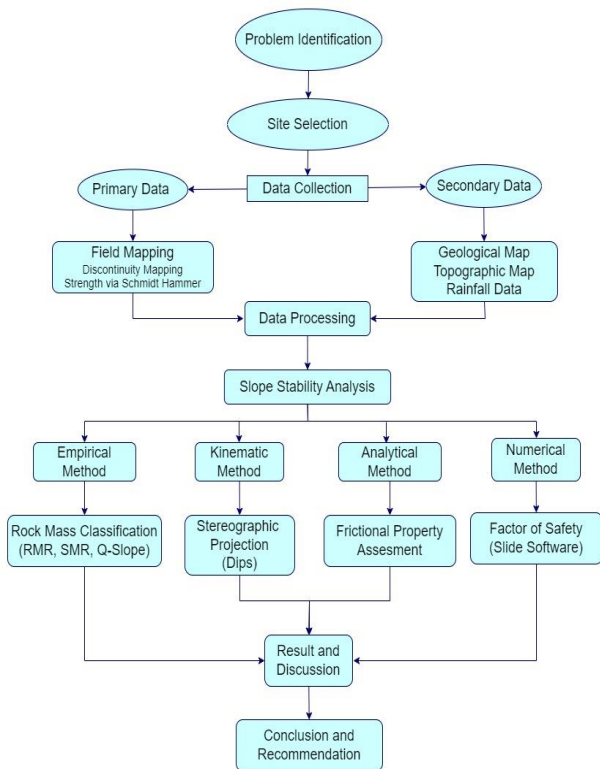 Problem Identification
Site Selection
Primary Data
Data Collection
Secondary Data
Field Mapping
Discontinuity Mapping
Strength via Schmidt Hammer
Geological Map
Topographic Map
Rainfall Data
Data Processing
Slope Stability Analysis
Empirical
Method
Kinematic
Method
Analytical
Method
Numerical
Method
Rock Mass Classification
(RMR, SMR, Q-Slope)
Stereographic
Projection
(Dips)
Frictional Property
Assesment
Factor of Safety
(Slide Software)
Result and
Discussion
Conclusion and
Recommendation